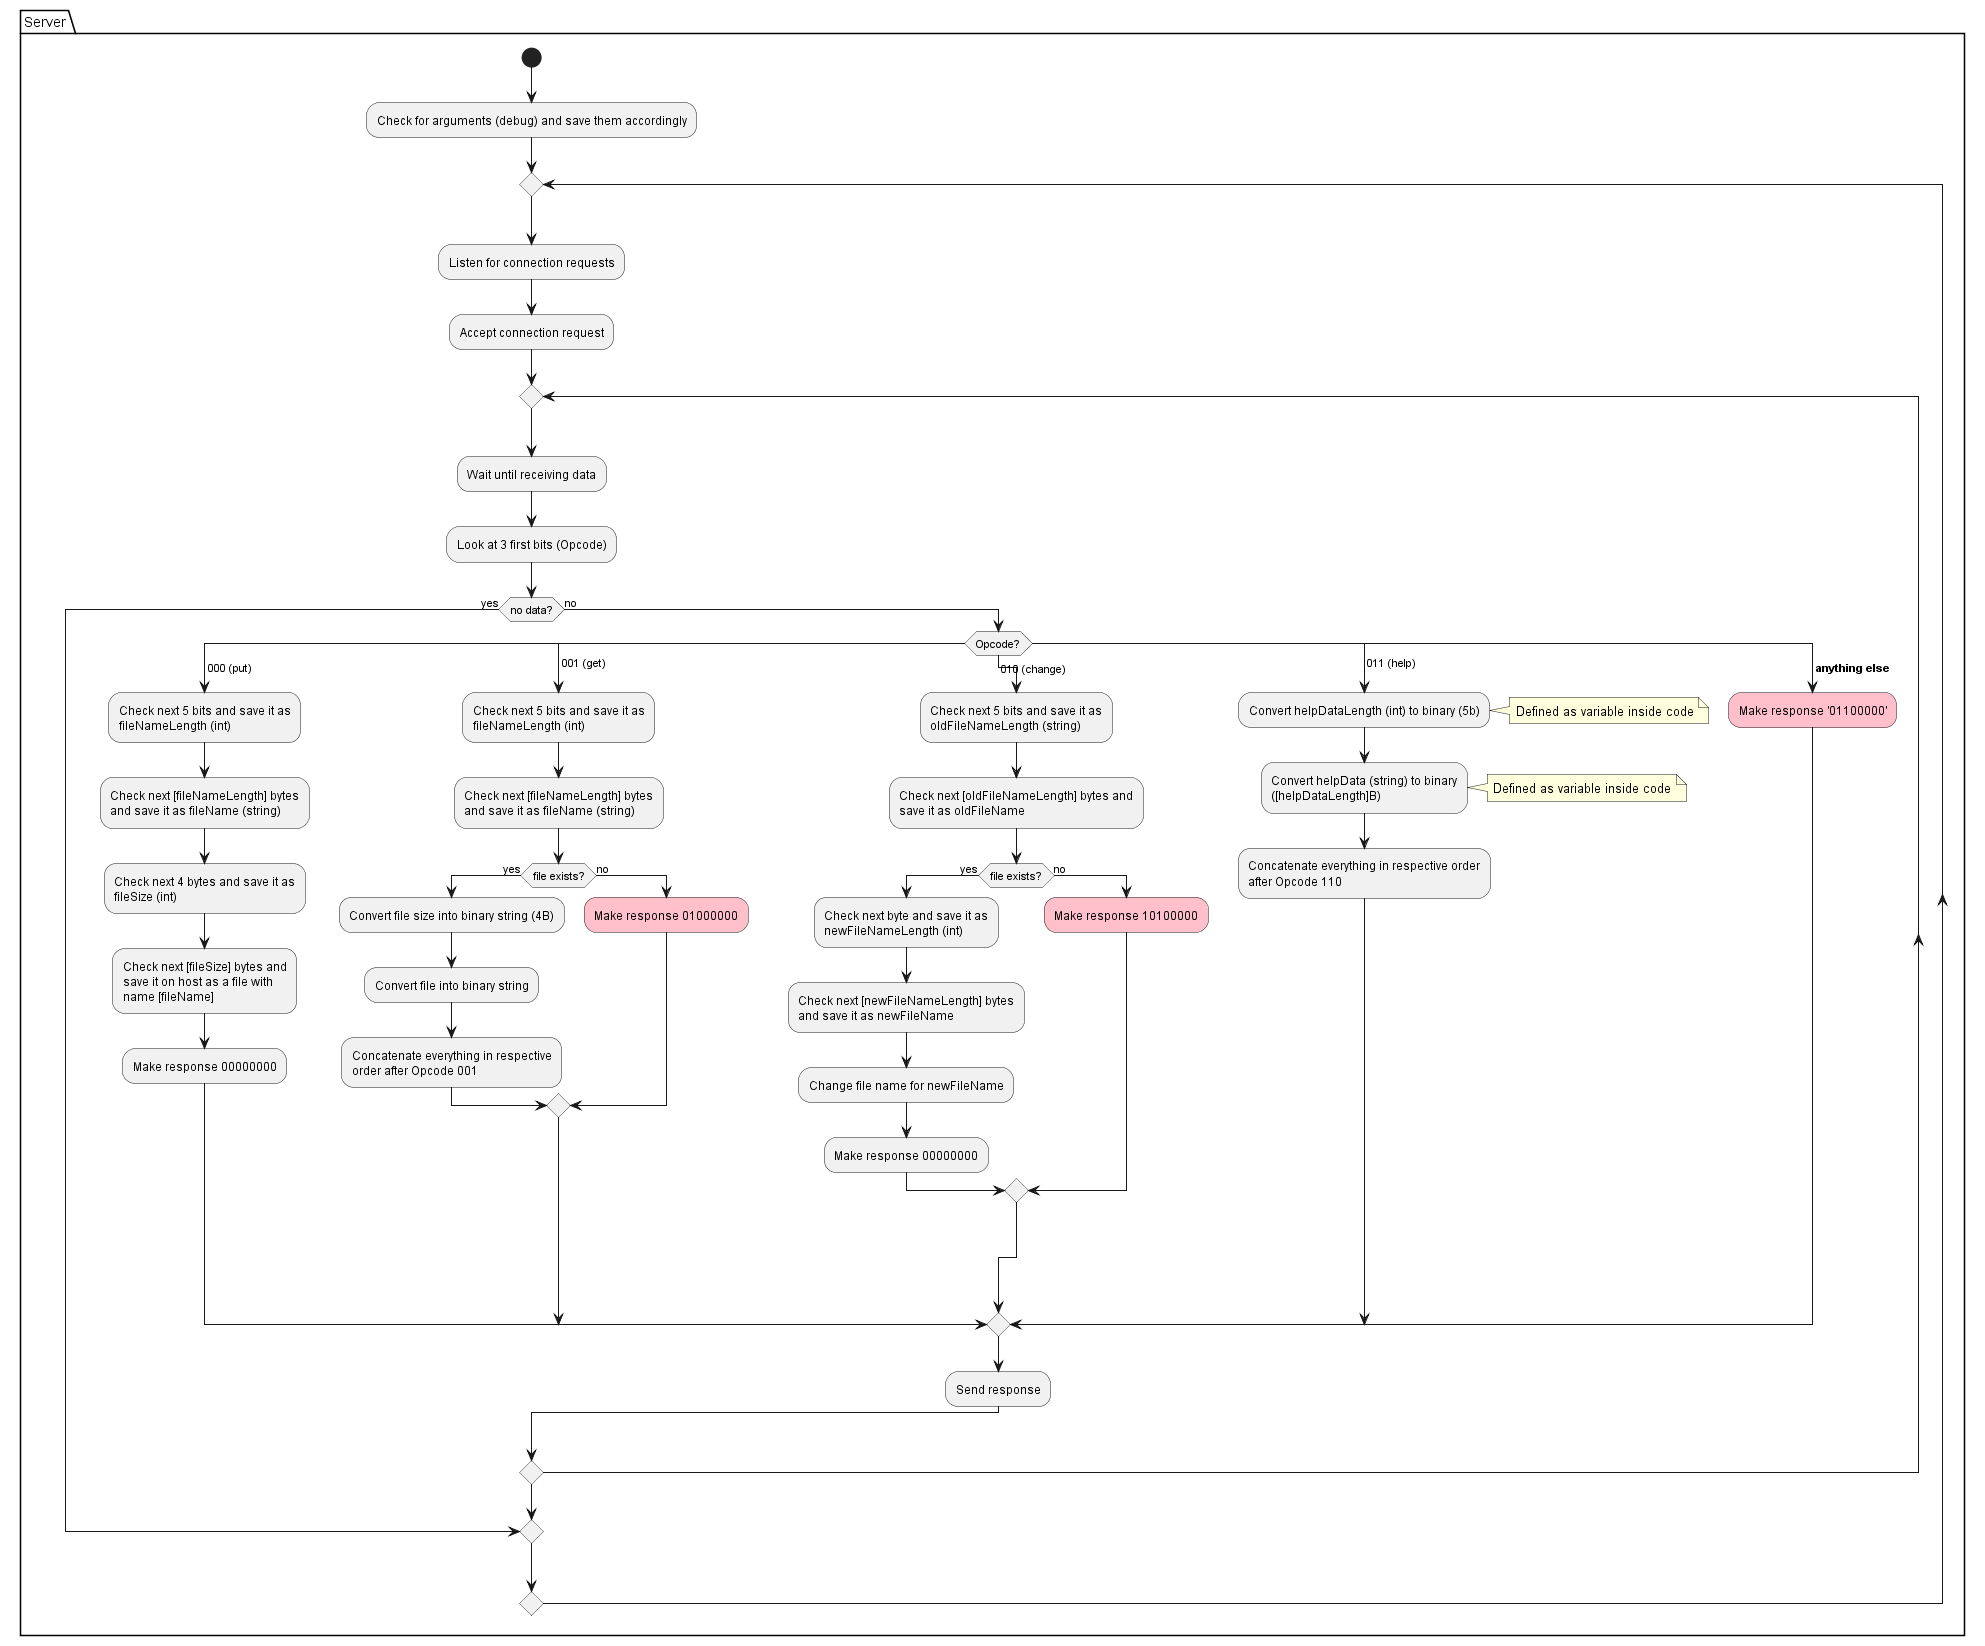 Server
Check for arguments (debug) and save them accordingly
Listen for connection requests
Accept connection request
Wait until receiving data
Look at 3 first bits (Opcode)
yes
no data?
no
Opcode?
000 (put)
Check next 5 bits and save it as
fileNameLength (int)
Check next [fileNameLength] bytes
and save it as fileName (string)
Check next 4 bytes and save it as
fileSize (int)
Check next [fileSize] bytes and
save it on host as a file with
name [fileName]
Make response 00000000
001 (get)
Check next 5 bits and save it as
fileNameLength (int)
Check next [fileNameLength] bytes
and save it as fileName (string)
yes
file exists?
no
Convert file size into binary string (4B)
Convert file into binary string
Concatenate everything in respective
order after Opcode 001
Make response 01000000
010 (change)
Check next 5 bits and save it as
oldFileNameLength (string)
Check next [oldFileNameLength] bytes and
save it as oldFileName
yes
file exists?
no
Check next byte and save it as
newFileNameLength (int)
Check next [newFileNameLength] bytes
and save it as newFileName
Change file name for newFileName
Make response 00000000
Make response 10100000
011 (help)
Convert helpDataLength (int) to binary (5b)
Defined as variable inside code
Convert helpData (string) to binary
([helpDataLength]B)
Defined as variable inside code
Concatenate everything in respective order
after Opcode 110
anything else
Make response '01100000'
Send response